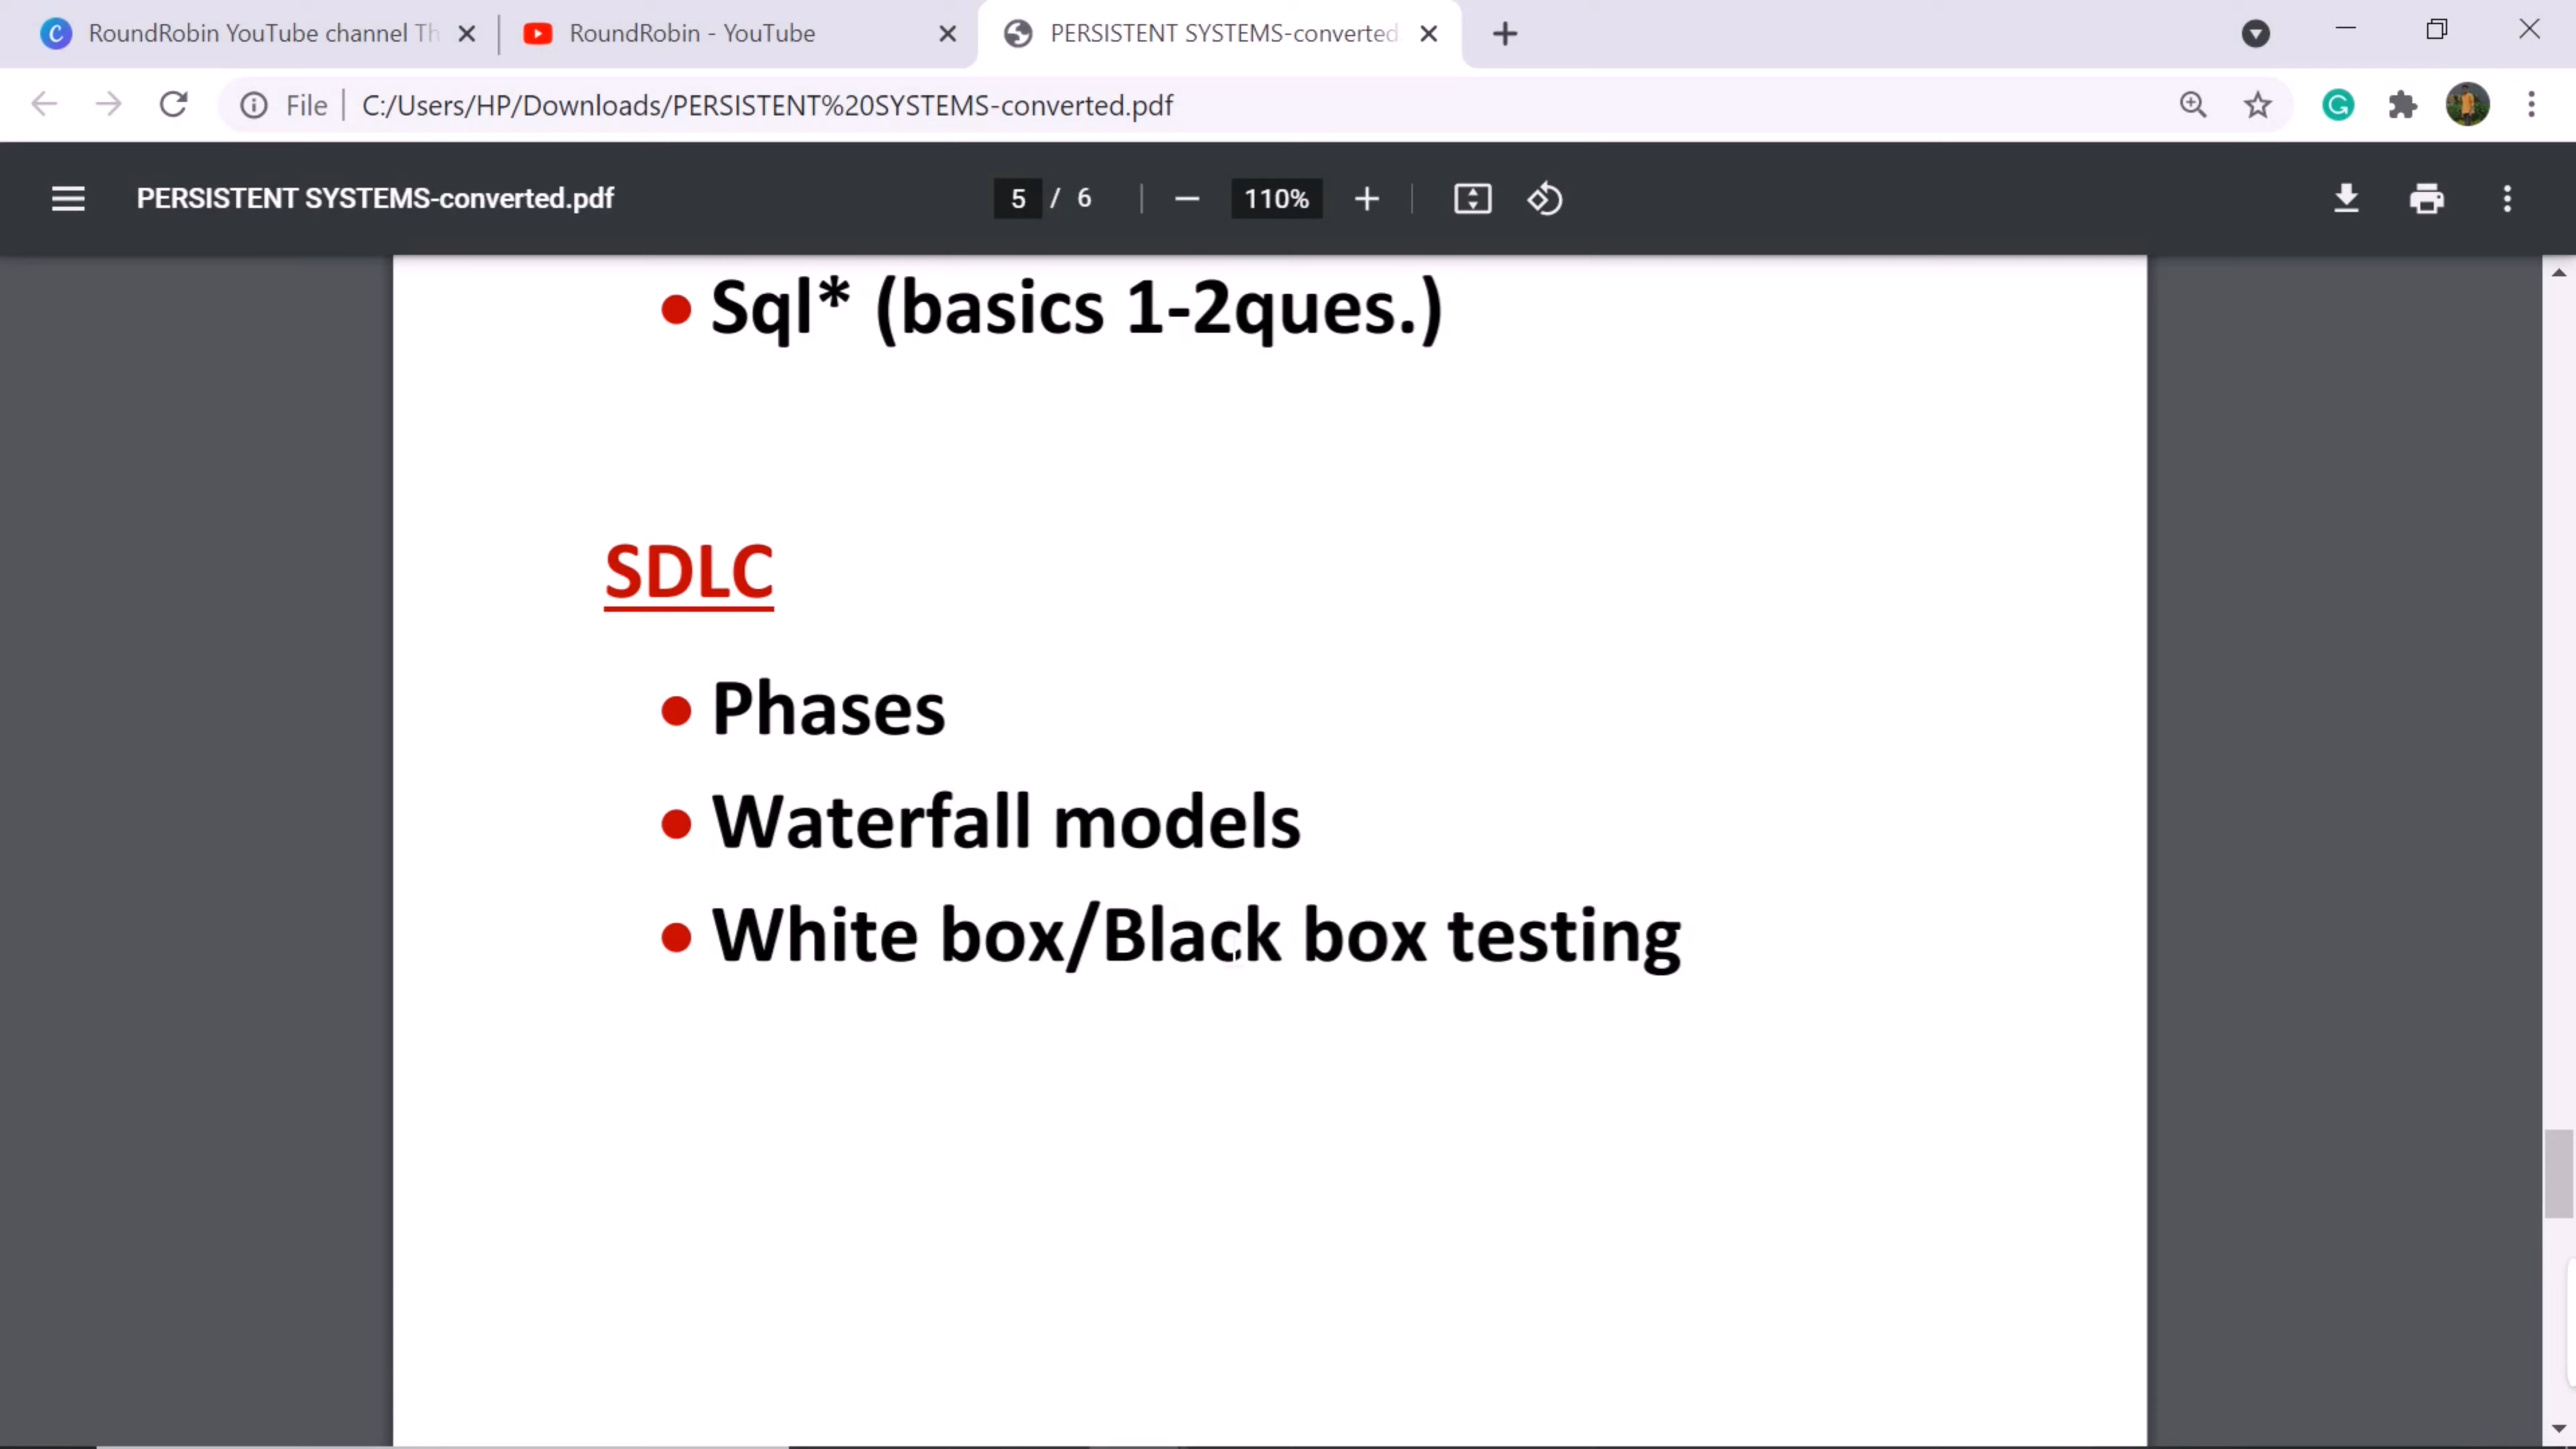 RoundRobin YouTube channel Th
RoundRobin - YouTube
PERSISTENT SYSTEMS-converted
File
C:/Users/HP/Downloads/PERSISTENT%20SYSTEMS-converted.pdf
PERSISTENT SYSTEMS-converted.pdf
5 / 6
110%
• Sql* (basics 1-2ques.)
SDLC
• Phases
• Waterfall models
• White box/Black box testing